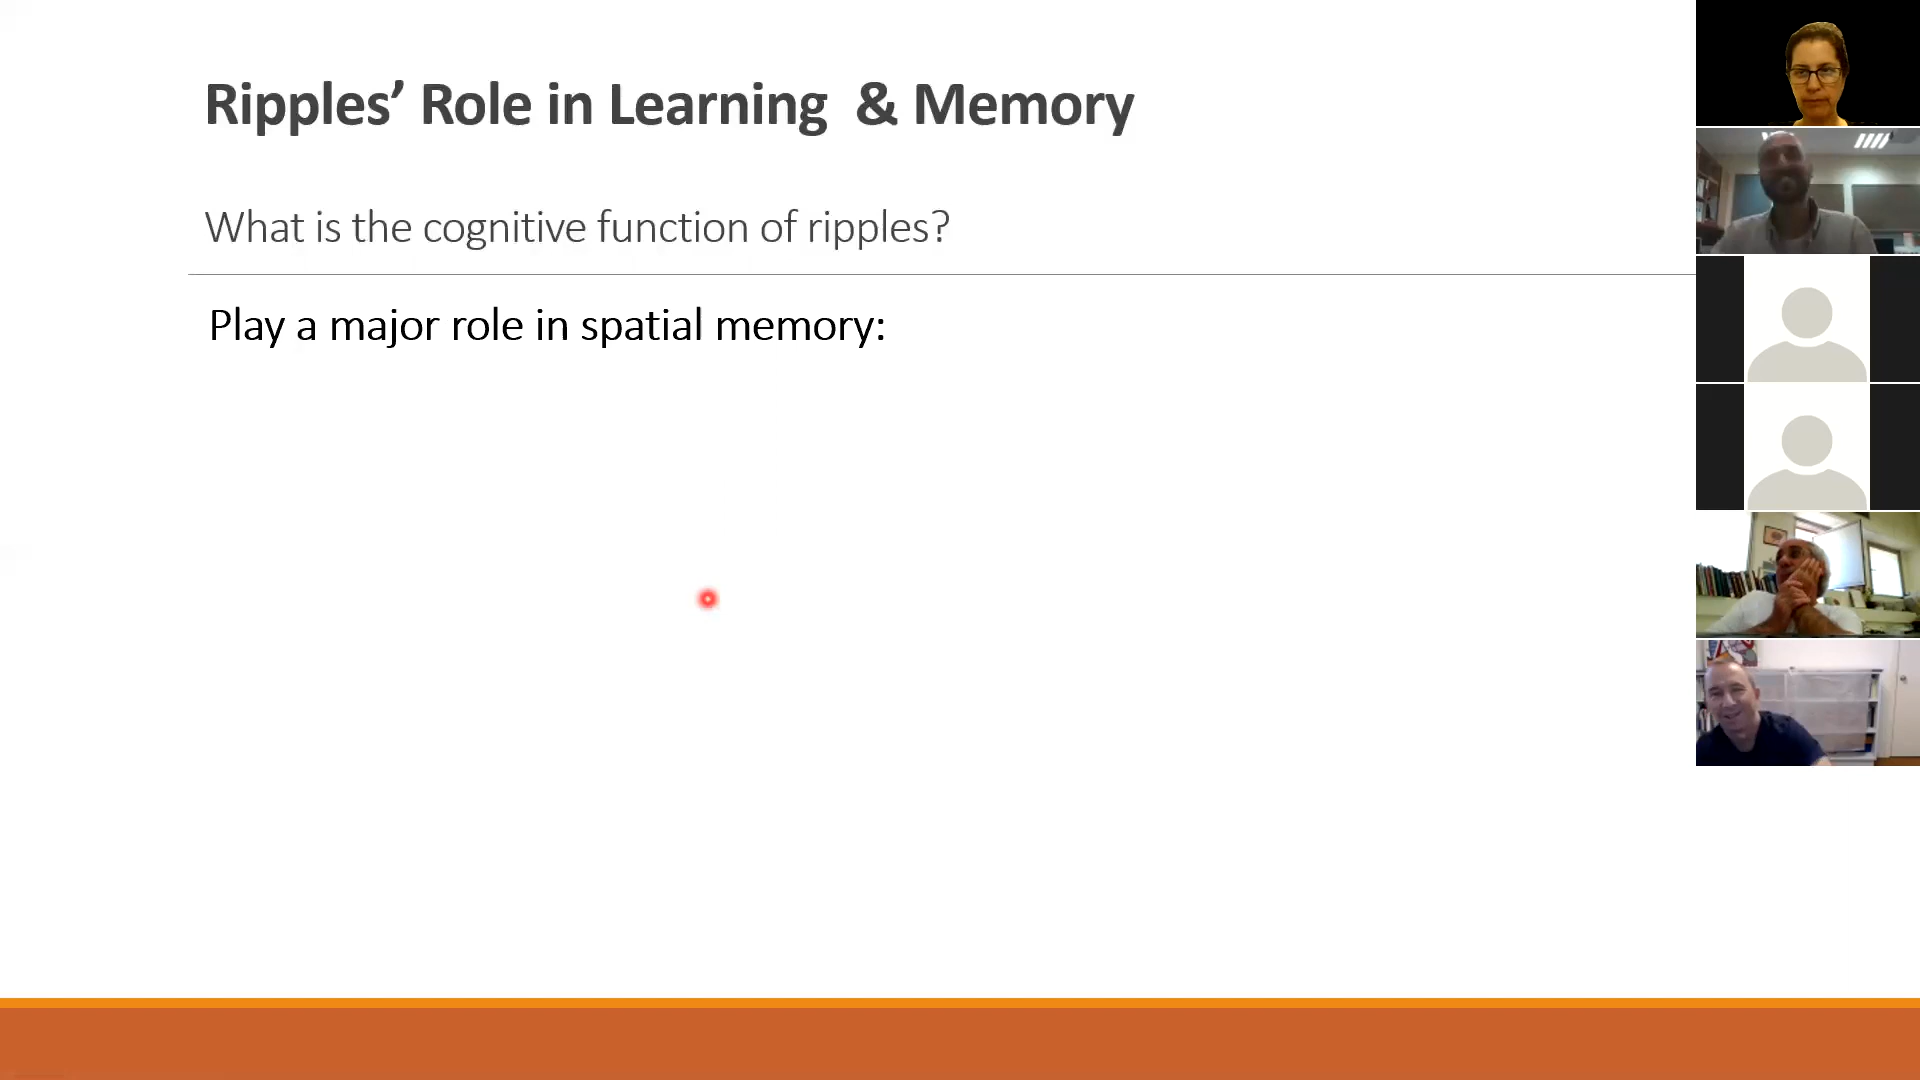 Ripples’ Role in Learning  & Memory
What is the cognitive function of ripples?
Play a major role in spatial memory: